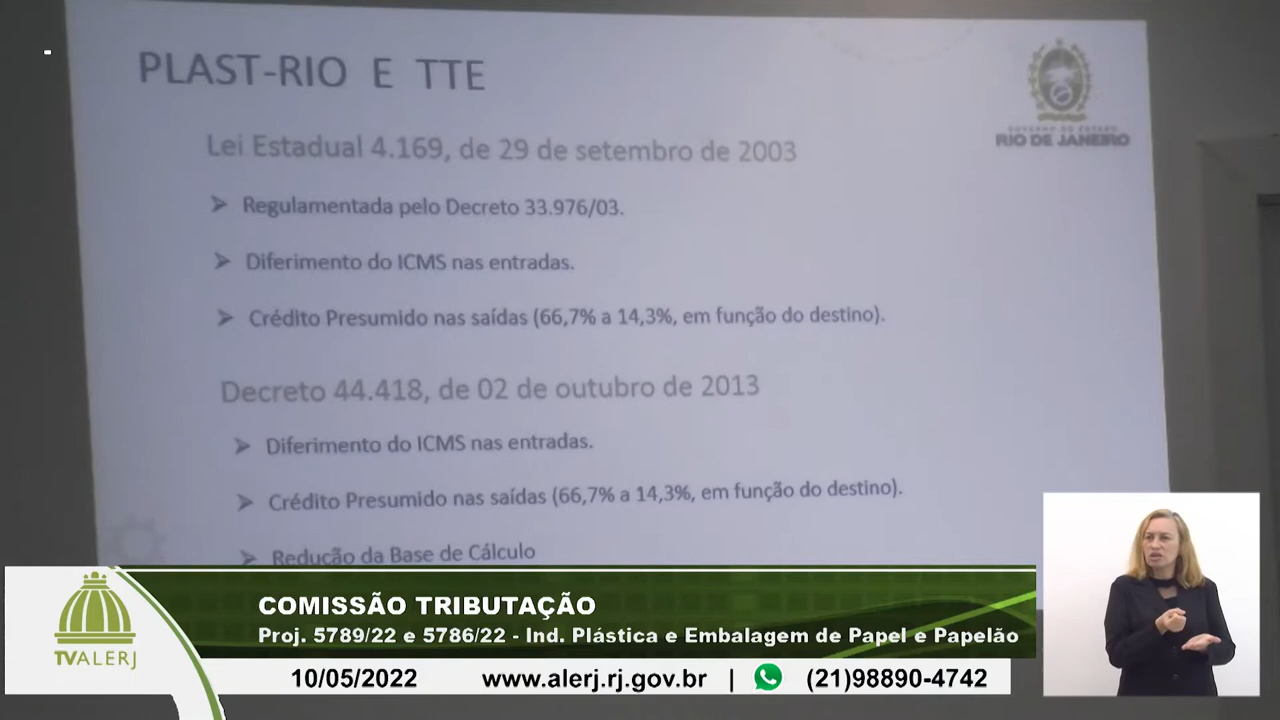 PLAST-RIO E TTE
GOVERNO DO ESTADO
RIO DE JANEIRO
Lei Estadual 4.169, de 29 de setembro de 2003
➢ Regulamentada pelo Decreto 33.976/03.
➢ Diferimento do ICMS nas entradas.
➢ Crédito Presumido nas saídas (66,7% a 14,3%, em função do destino).
Decreto 44.418, de 02 de outubro de 2013
➢ Diferimento do ICMS nas entradas.
➢ Crédito Presumido nas saídas (66,7% a 14,3%, em função do destino).
➢ Redução da Base de Cálculo
COMISSÃO TRIBUTAÇÃO
Proj. 5789/22 e 5786/22 - Ind. Plástica e Embalagem de Papel e Papelão
TVALERJ
10/05/2022 www.alerj.rj.gov.br | (21)98890-4742